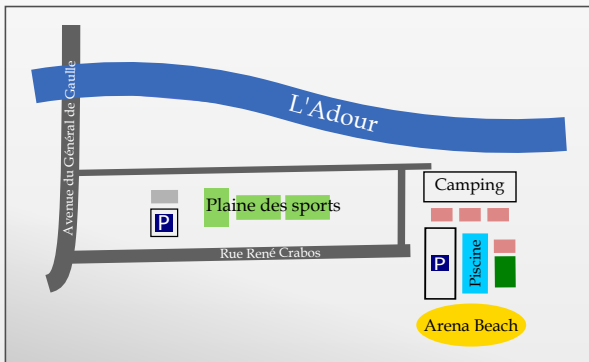 L'Adour
Avenue du Général de Gaulle
Camping
Plaine des sports
P
Rue René Crabos
P
Piscine
Arena Beach